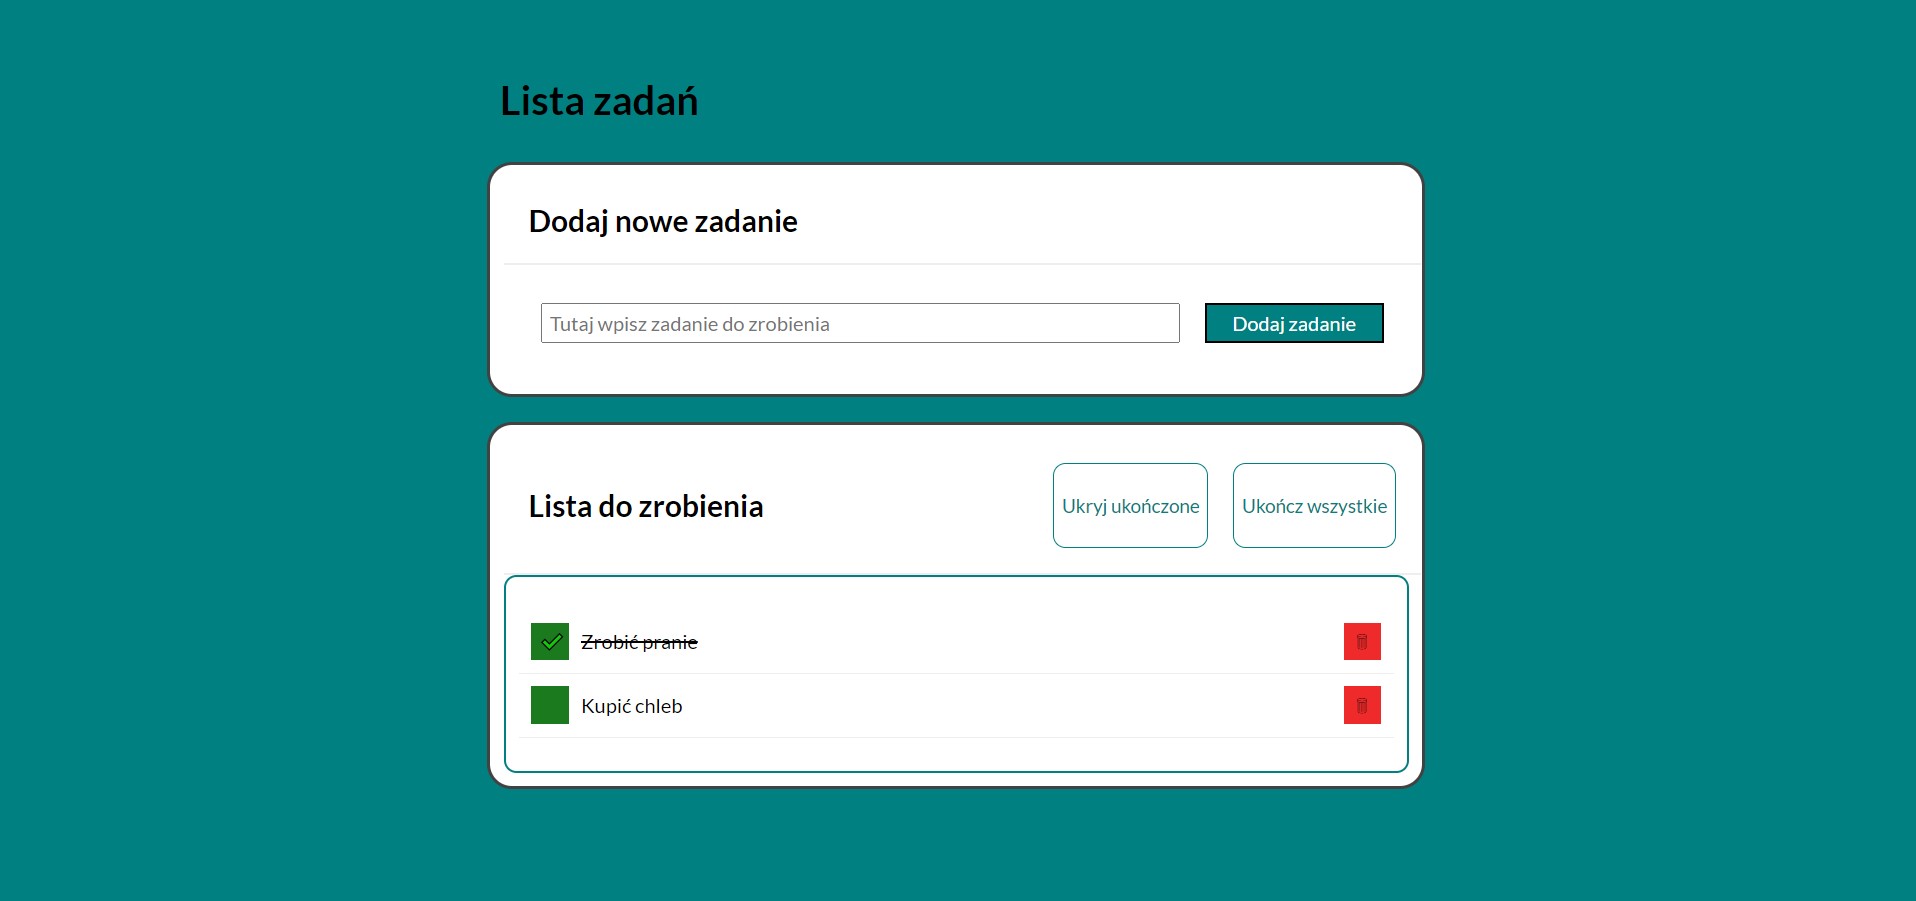 Lista zadań
Dodaj nowe zadanie
Tutaj wpisz zadanie do zrobienia
Dodaj zadanie
Lista do zrobienia
Ukryj ukończone
Ukończ wszystkie
Zrobić pranie
Kupić chleb